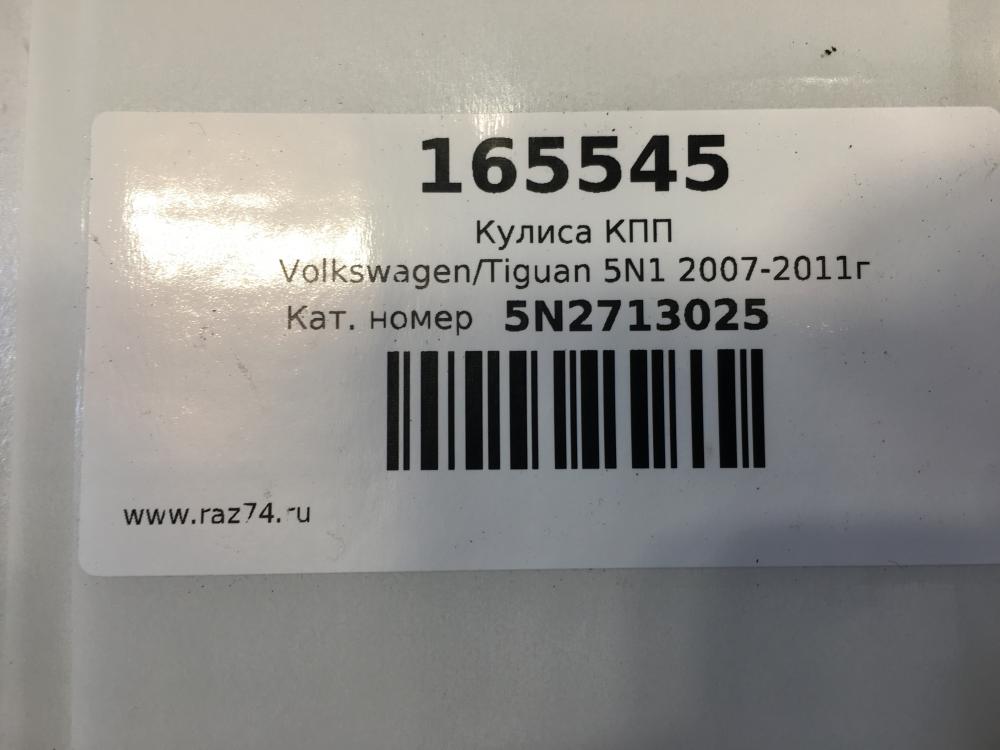 165545
Кулиса КПП
Volkswagen/Tiguan 5N1 2007-2011г
Кат. номер 5N2713025
www.raz74.ru